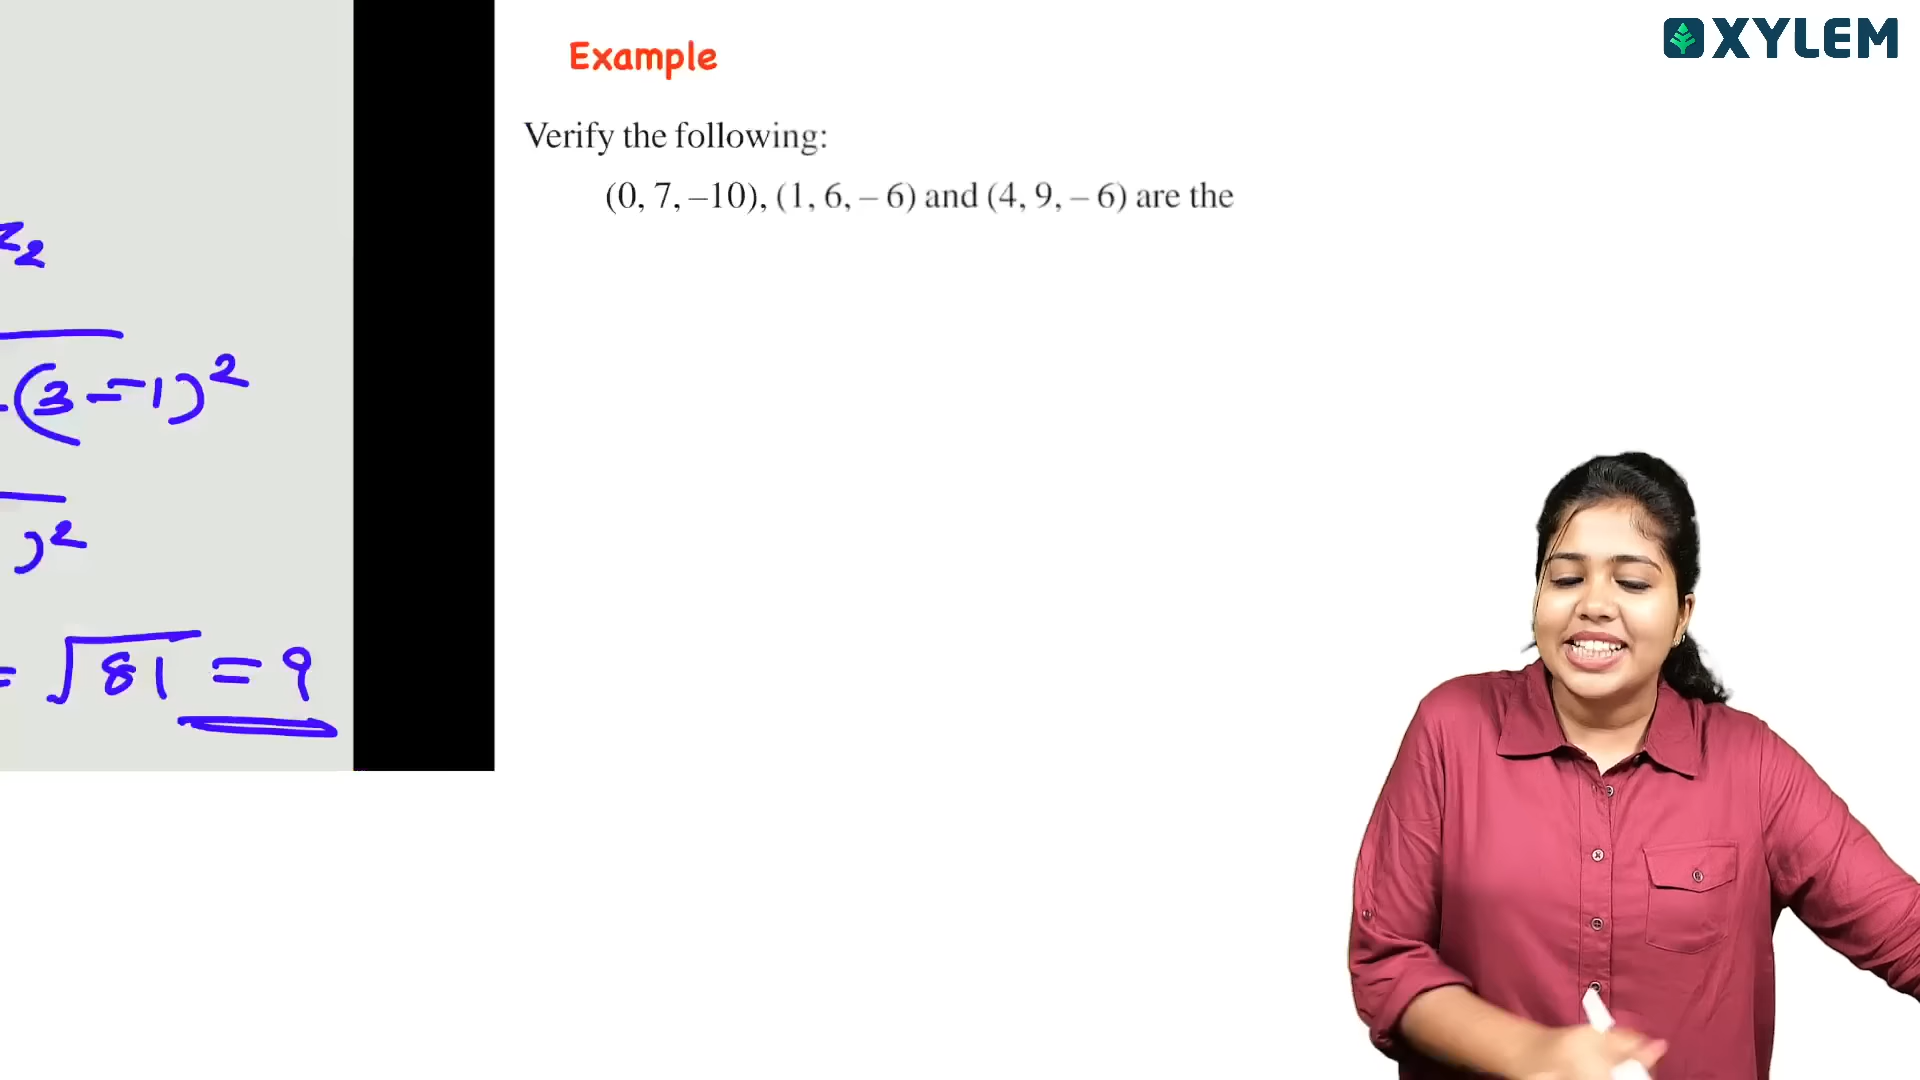 XYLEM
Example
Verify the following:
(0, 7, –10), (1, 6, – 6) and (4, 9, – 6) are the
z₂
(3 - -1)²
)²
= √81 = 9